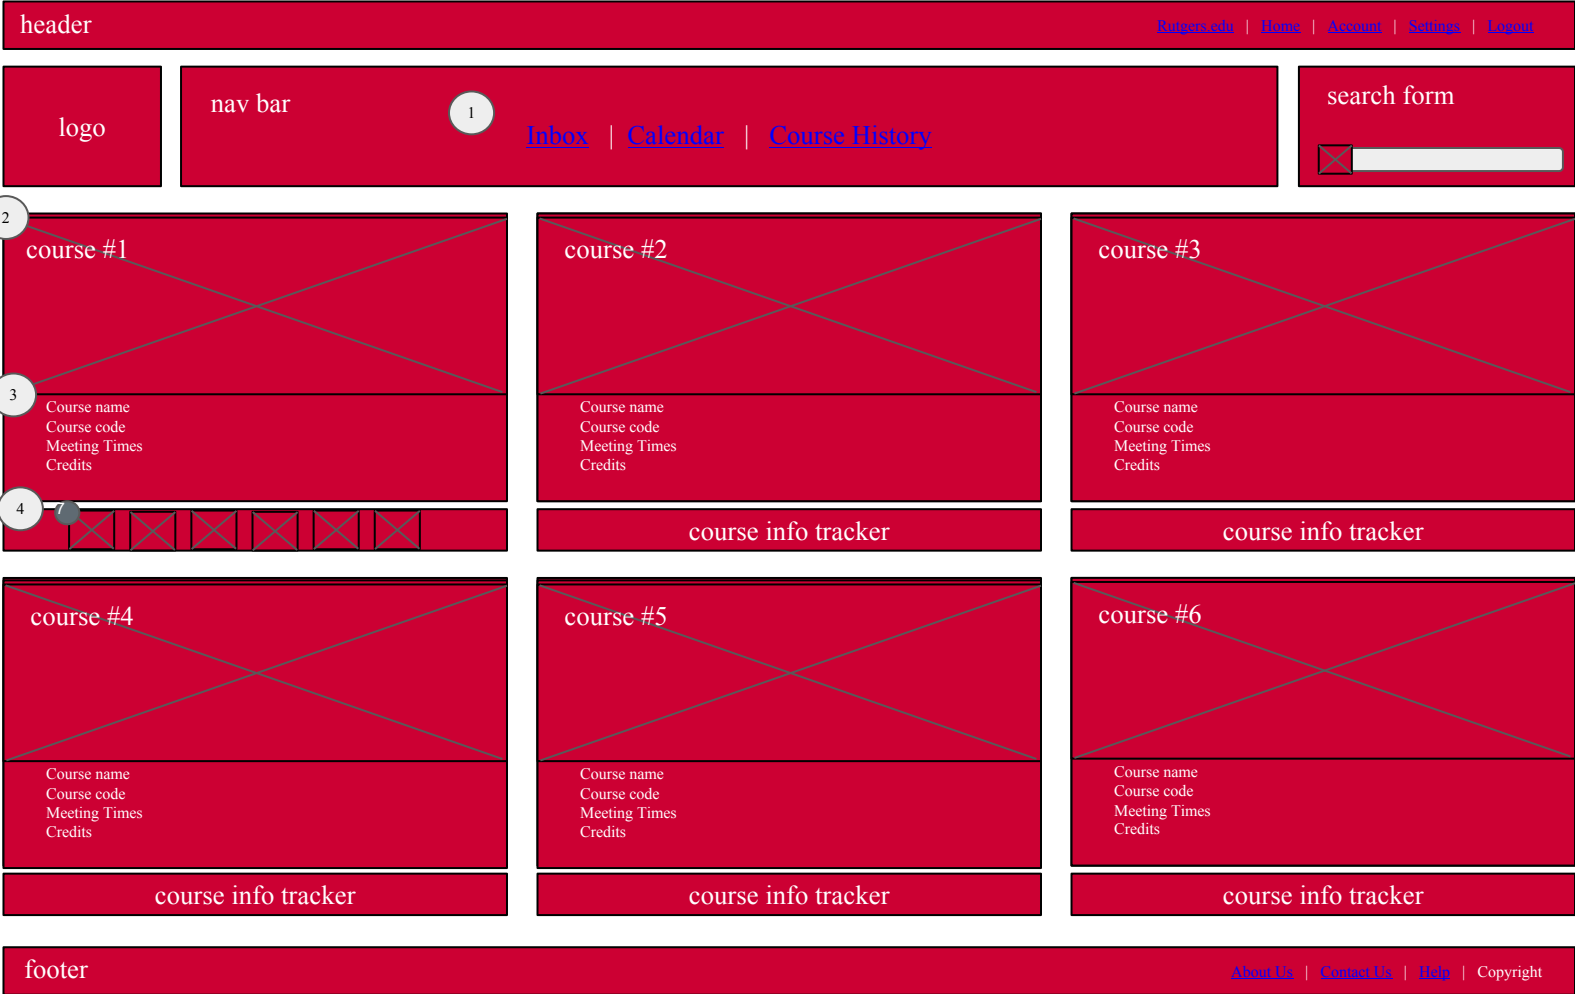 header
Rutgers.edu | Home | Account | Settings | Logout
logo
nav bar
1
Inbox | Calendar | Course History
search form
2
course #1
course #2
course #3
3
Course name
Course code
Meeting Times
Credits
Course name
Course code
Meeting Times
Credits
Course name
Course code
Meeting Times
Credits
4
7
course info tracker
course info tracker
course #4
course #5
course #6
Course name
Course code
Meeting Times
Credits
Course name
Course code
Meeting Times
Credits
Course name
Course code
Meeting Times
Credits
course info tracker
course info tracker
course info tracker
footer
About Us | Contact Us | Help | Copyright